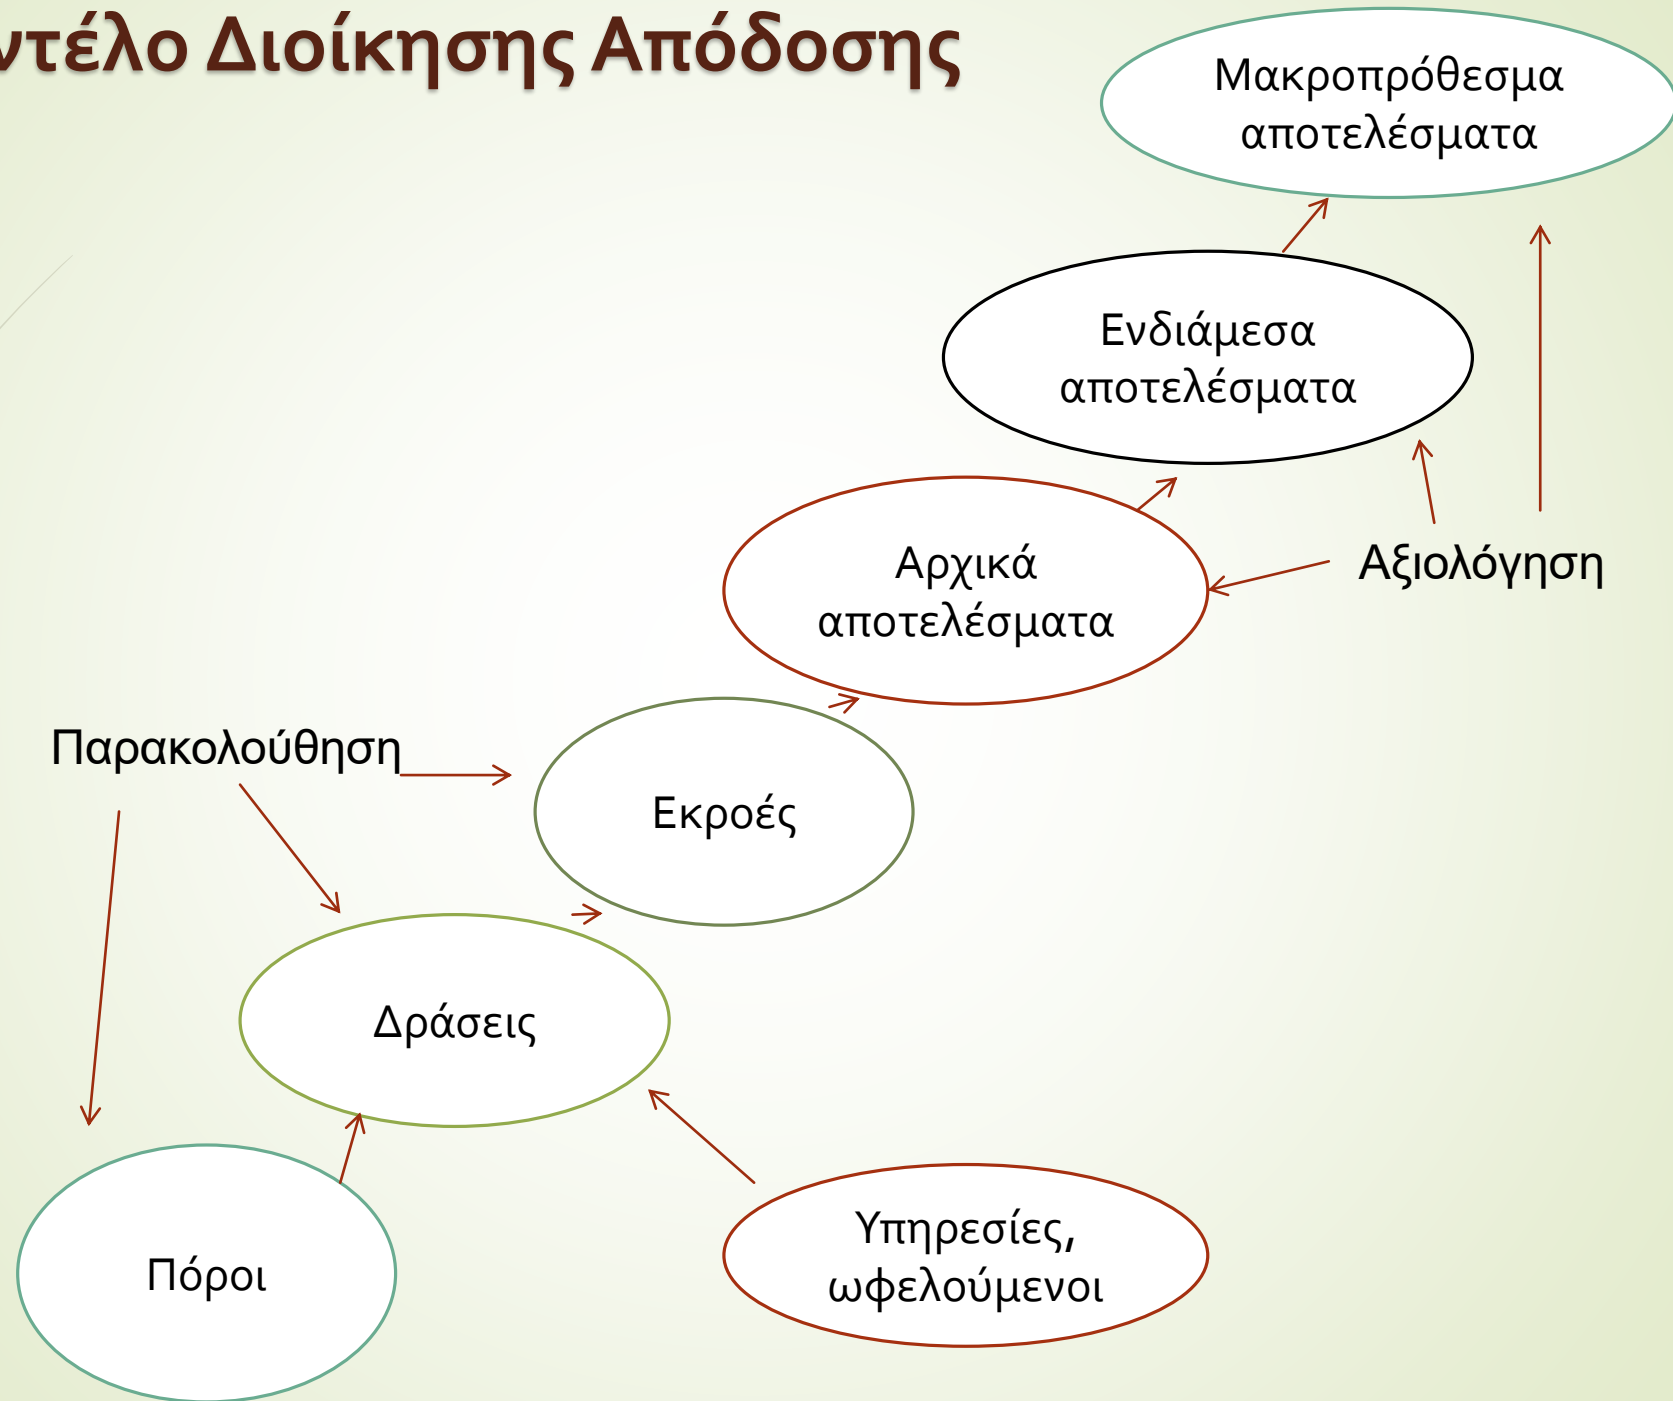 ντέλο Διοίκησης Απόδοσης
Μακροπρόθεσμα
αποτελέσματα
Ενδιάμεσα
αποτελέσματα
Αρχικά
αποτελέσματα
Αξιολόγηση
Παρακολούθηση
Εκροές
Δράσεις
Υπηρεσίες,
ωφελούμενοι
Πόροι